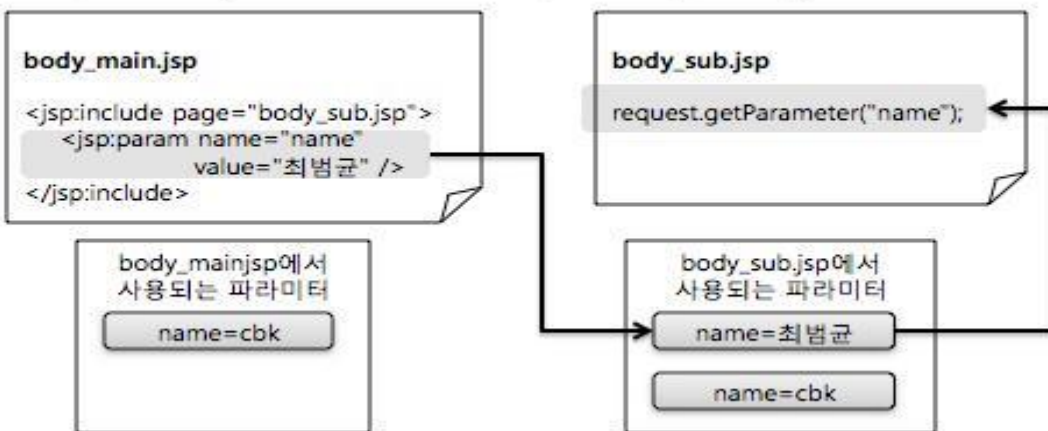 body_main.jsp
<jsp:include page="body_sub.jsp">
<jsp:param name="name"
value="최범균" />
</jsp:include>
body_sub.jsp
request.getParameter("name");
body_mainjsp에서
사용되는 파라미터
name=cbk
body_sub.jsp에서
사용되는 파라미터
name=최범균
name=cbk